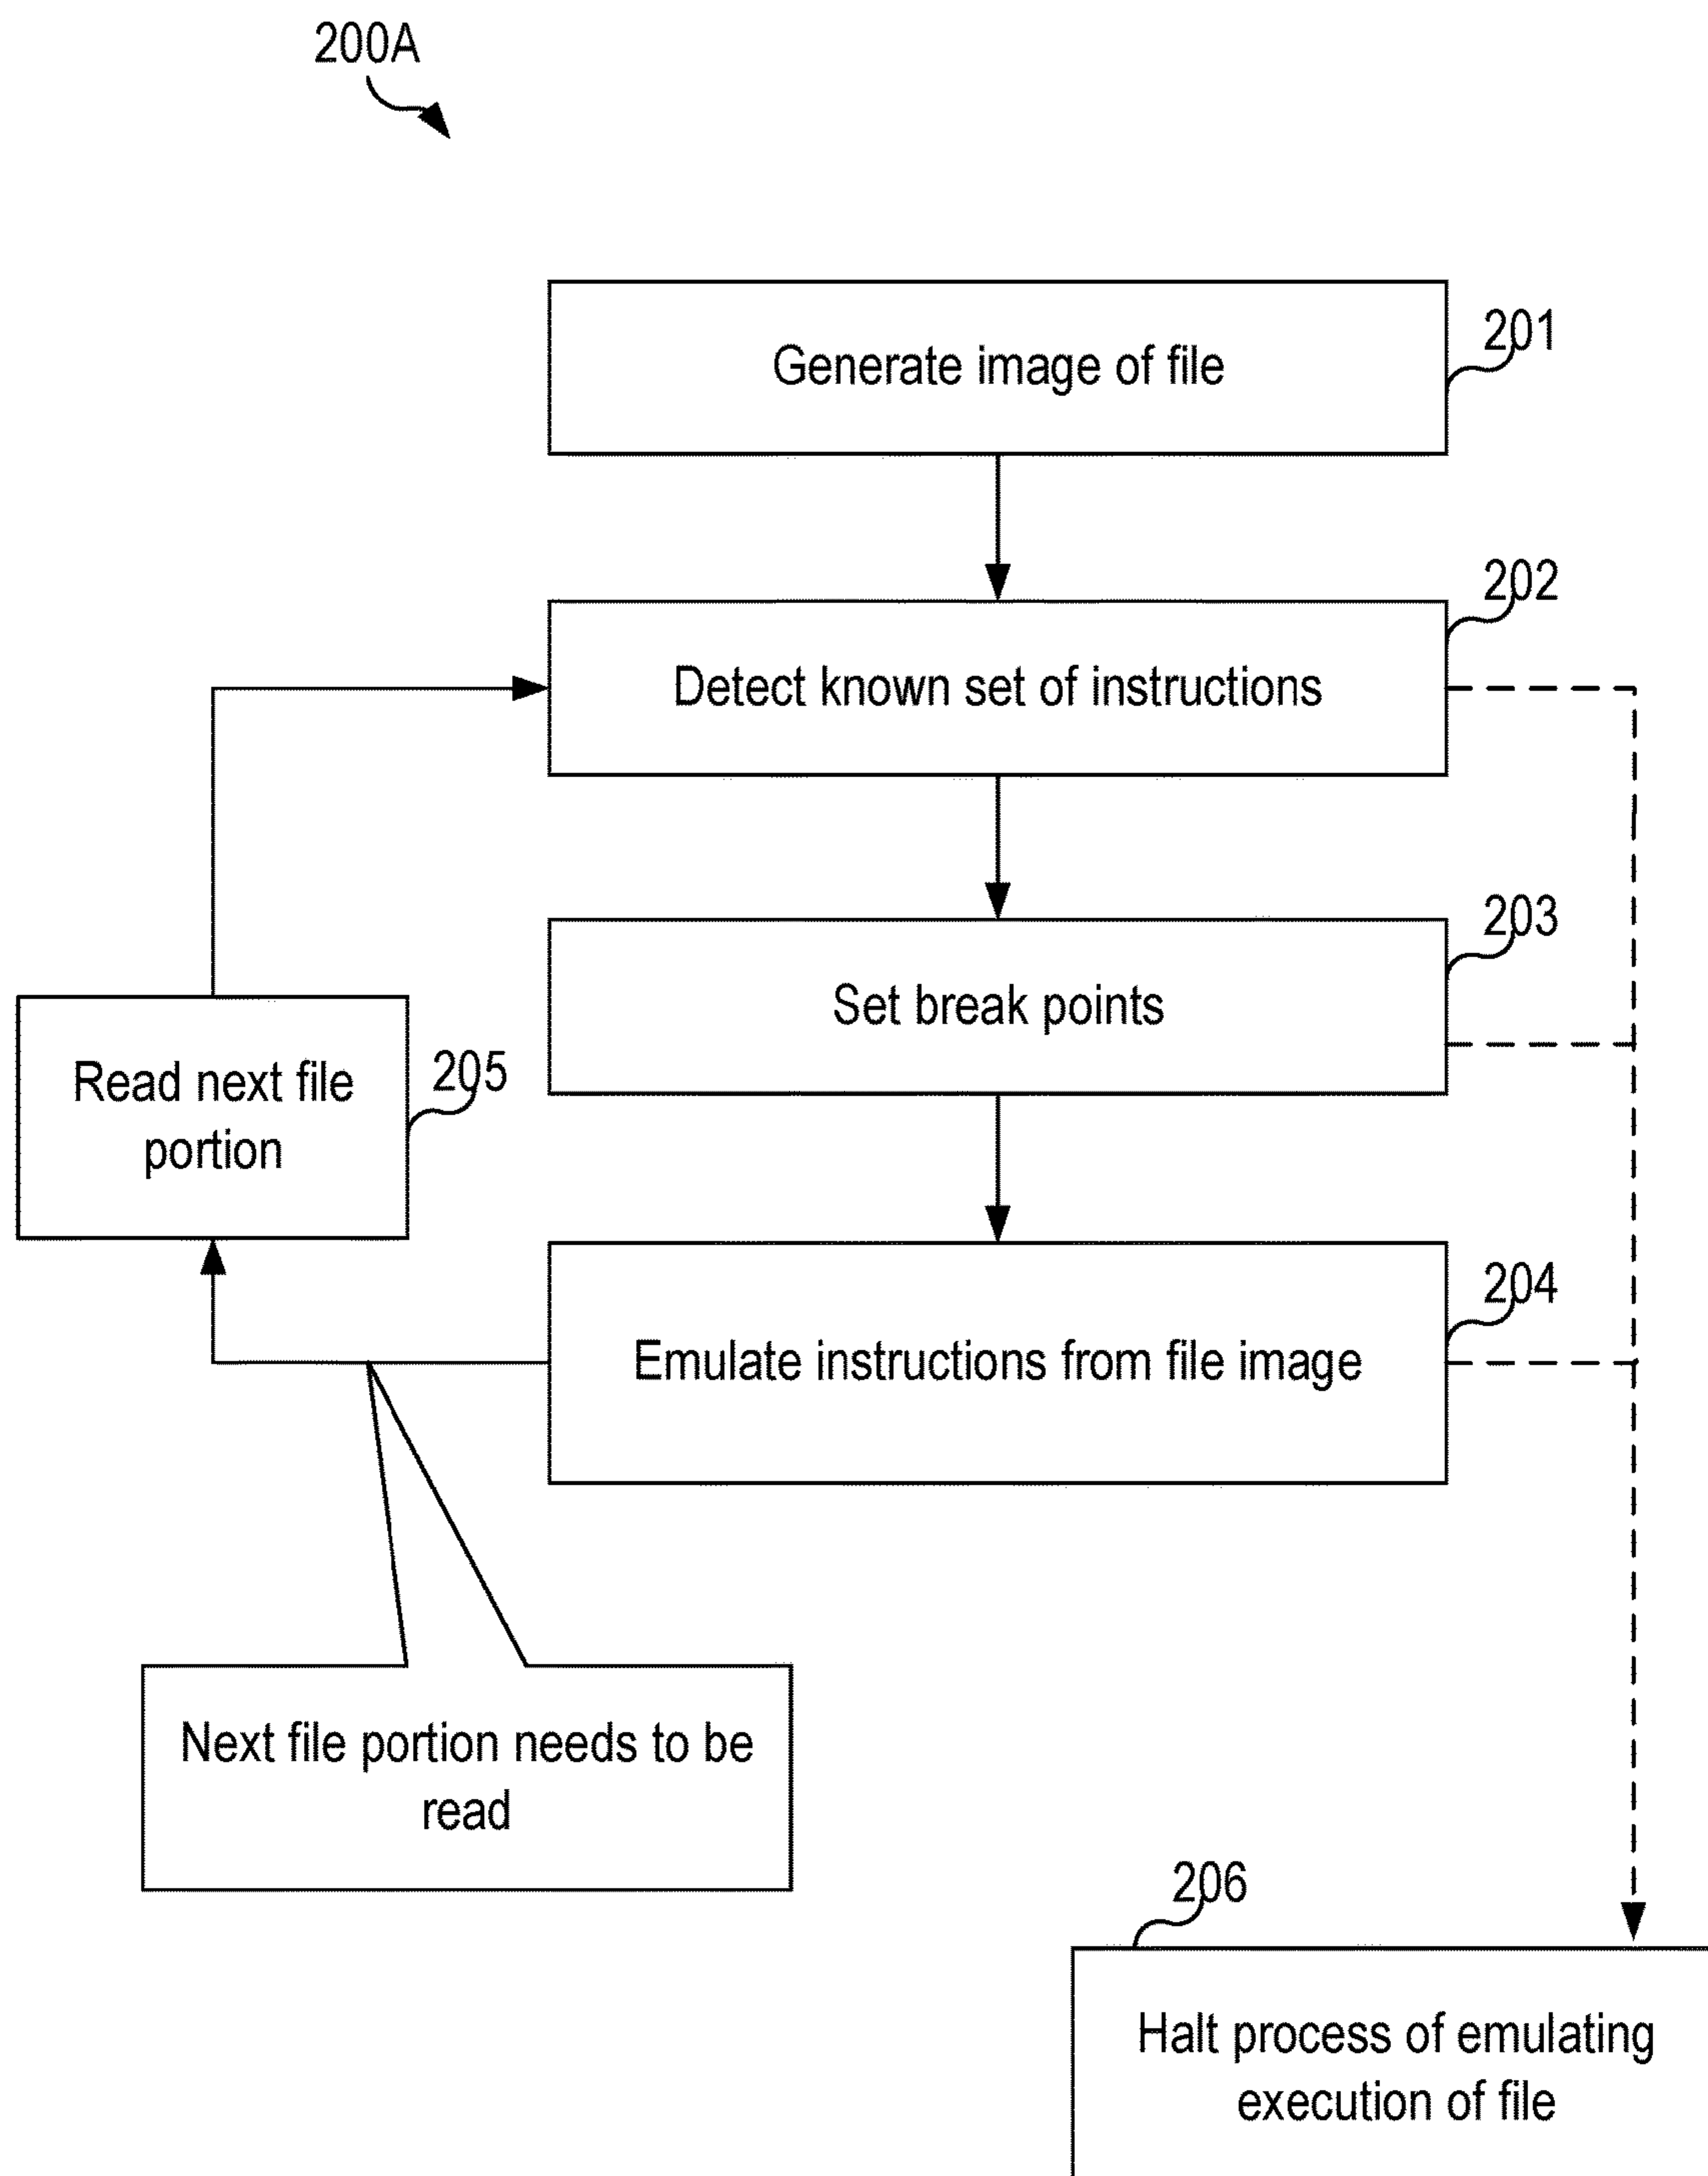 200A
Generate image of file
201
Detect known set of instructions
202
Set break points
203
Read next file
portion
205
Emulate instructions from file image
204
Next file portion needs to be
read
206
Halt process of emulating
execution of file